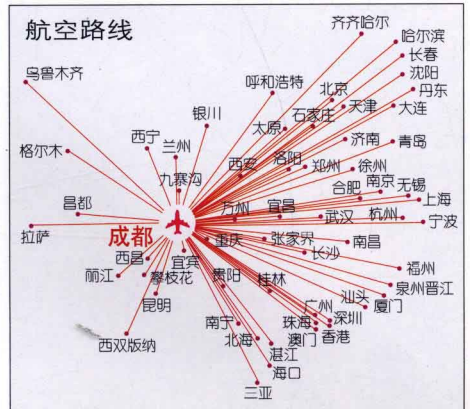 航空路线
齐齐哈尔
哈尔滨
长春
沈阳
丹东
大连
乌鲁木齐
呼和浩特
北京
天津
石家庄
太原
银川
济南
青岛
格尔木
西宁
兰州
九寨沟
西安
洛阳
郑州
徐州
合肥
南京
无锡
上海
昌都
万州
宜昌
武汉
杭州
宁波
拉萨
成都
重庆
张家界
南昌
长沙
西昌
宜宾
福州
丽江
攀枝花
贵阳
桂林
泉州晋江
昆明
汕头
厦门
广州
深圳
珠海
香港
澳门
南宁
北海
湛江
西双版纳
海口
三亚